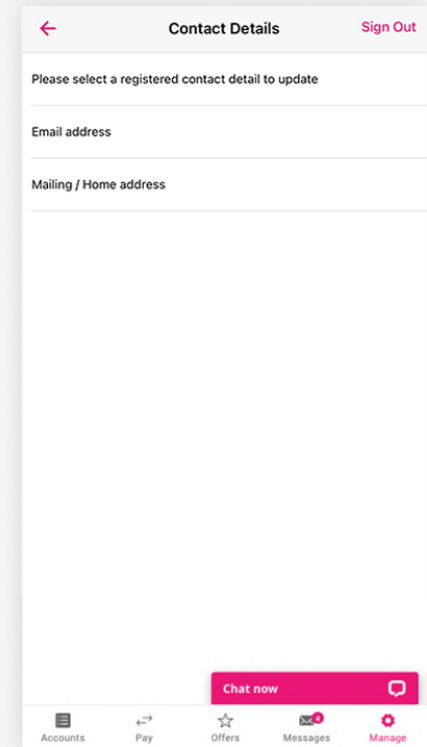 Contact Details
Sign Out
Please select a registered contact detail to update
Email address
Mailing / Home address
Chat now
4
Accounts
Pay
Offers
Messages
Manage